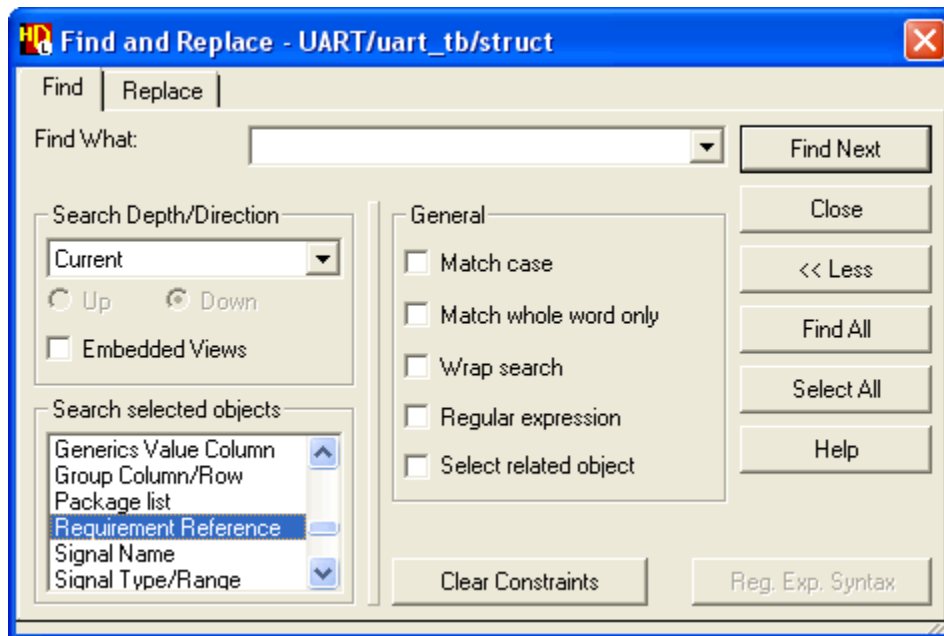 HD L Find and Replace - UART/uart_tb/struct
Find Replace
Find What:
Find Next
Search Depth/Direction
Current
Up Down
Embedded Views
Search selected objects
Generics Value Column
Group Column/Row
Package list
Requirement Reference
Signal Name
Signal Type/Range
General
Match case
Match whole word only
Wrap search
Regular expression
Select related object
Close
<< Less
Find All
Select All
Help
Clear Constraints
Reg. Exp. Syntax